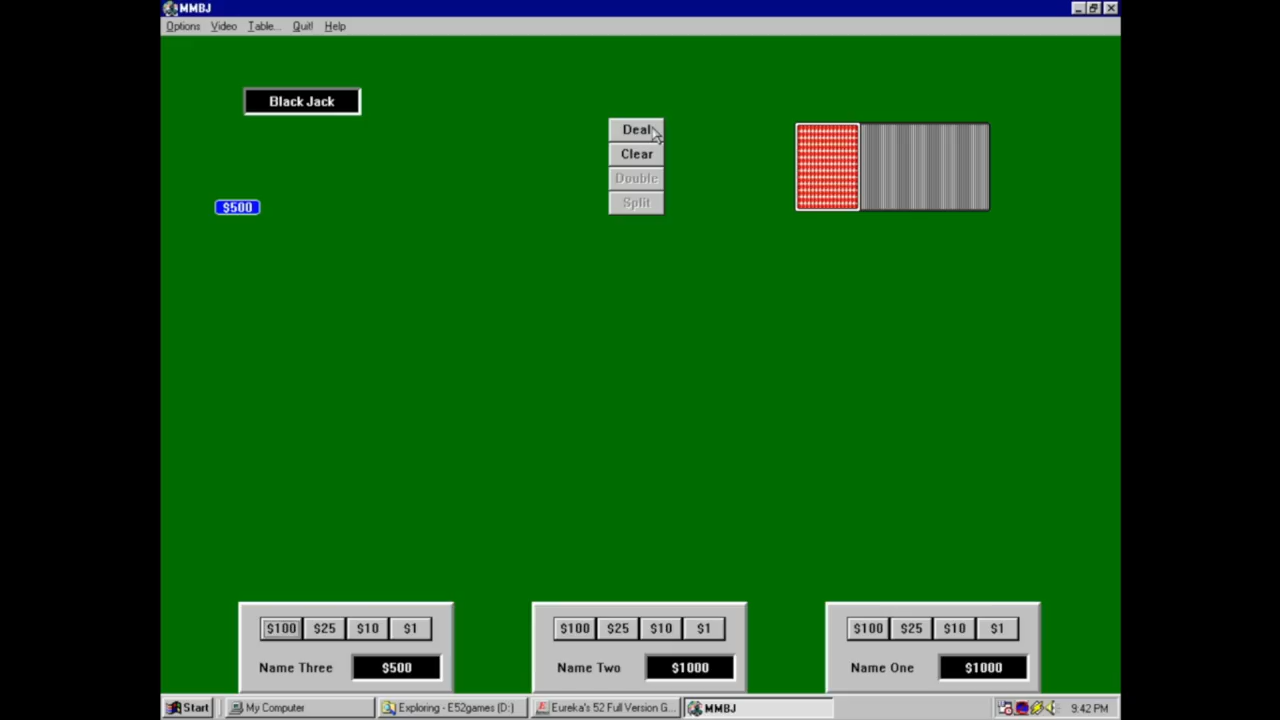 MMBJ
Options Video Table... Quit! Help
Black Jack
Deal
Clear
Double
Split
$500
$100 $25 $10 $1
Name Three $500
$100 $25 $10 $1
Name Two $1000
$100 $25 $10 $1
Name One $1000
Start My Computer Exploring - E52games (D:) Eureka's 52 Full Version G... MMBJ 9:42 PM